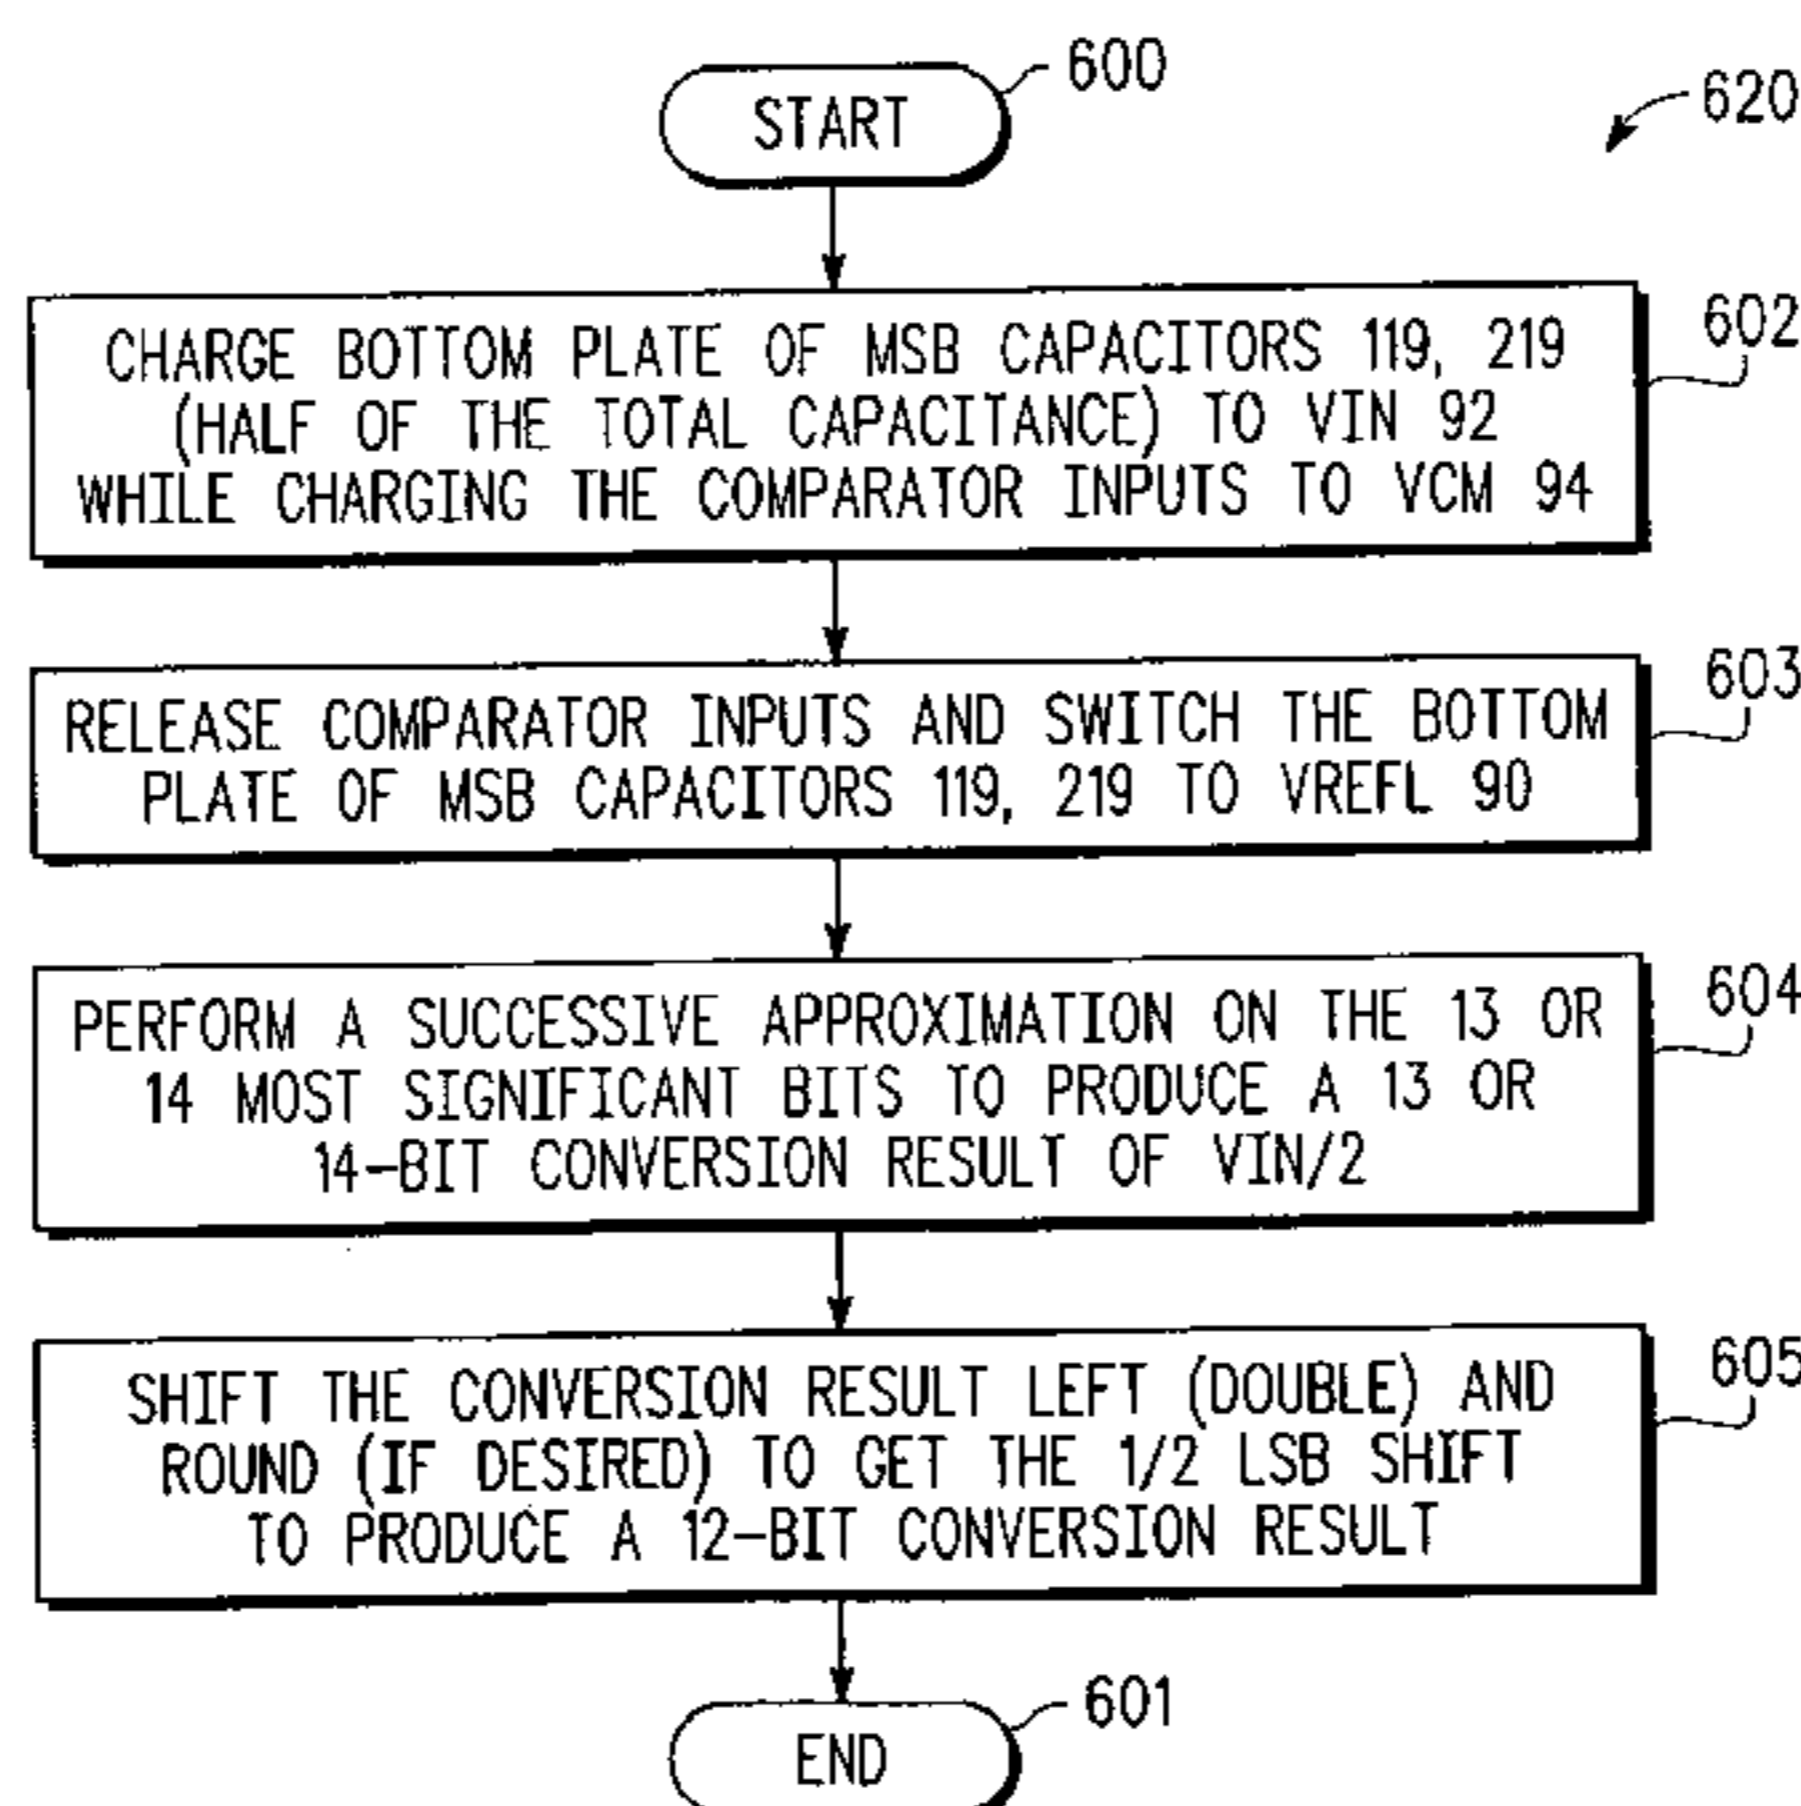 START
600
620
CHARGE BOTTOM PLATE OF MSB CAPACITORS 119, 219
(HALF OF THE TOTAL CAPACITANCE) TO VIN 92
WHILE CHARGING THE COMPARATOR INPUTS TO VCM 94
602
RELEASE COMPARATOR INPUTS AND SWITCH THE BOTTOM
PLATE OF MSB CAPACITORS 119, 219 TO VREFL 90
603
PERFORM A SUCCESSIVE APPROXIMATION ON THE 13 OR
14 MOST SIGNIFICANT BITS TO PRODUCE A 13 OR
14-BIT CONVERSION RESULT OF VIN/2
604
SHIFT THE CONVERSION RESULT LEFT (DOUBLE) AND
ROUND (IF DESIRED) TO GET THE 1/2 LSB SHIFT
TO PRODUCE A 12-BIT CONVERSION RESULT
605
END
601